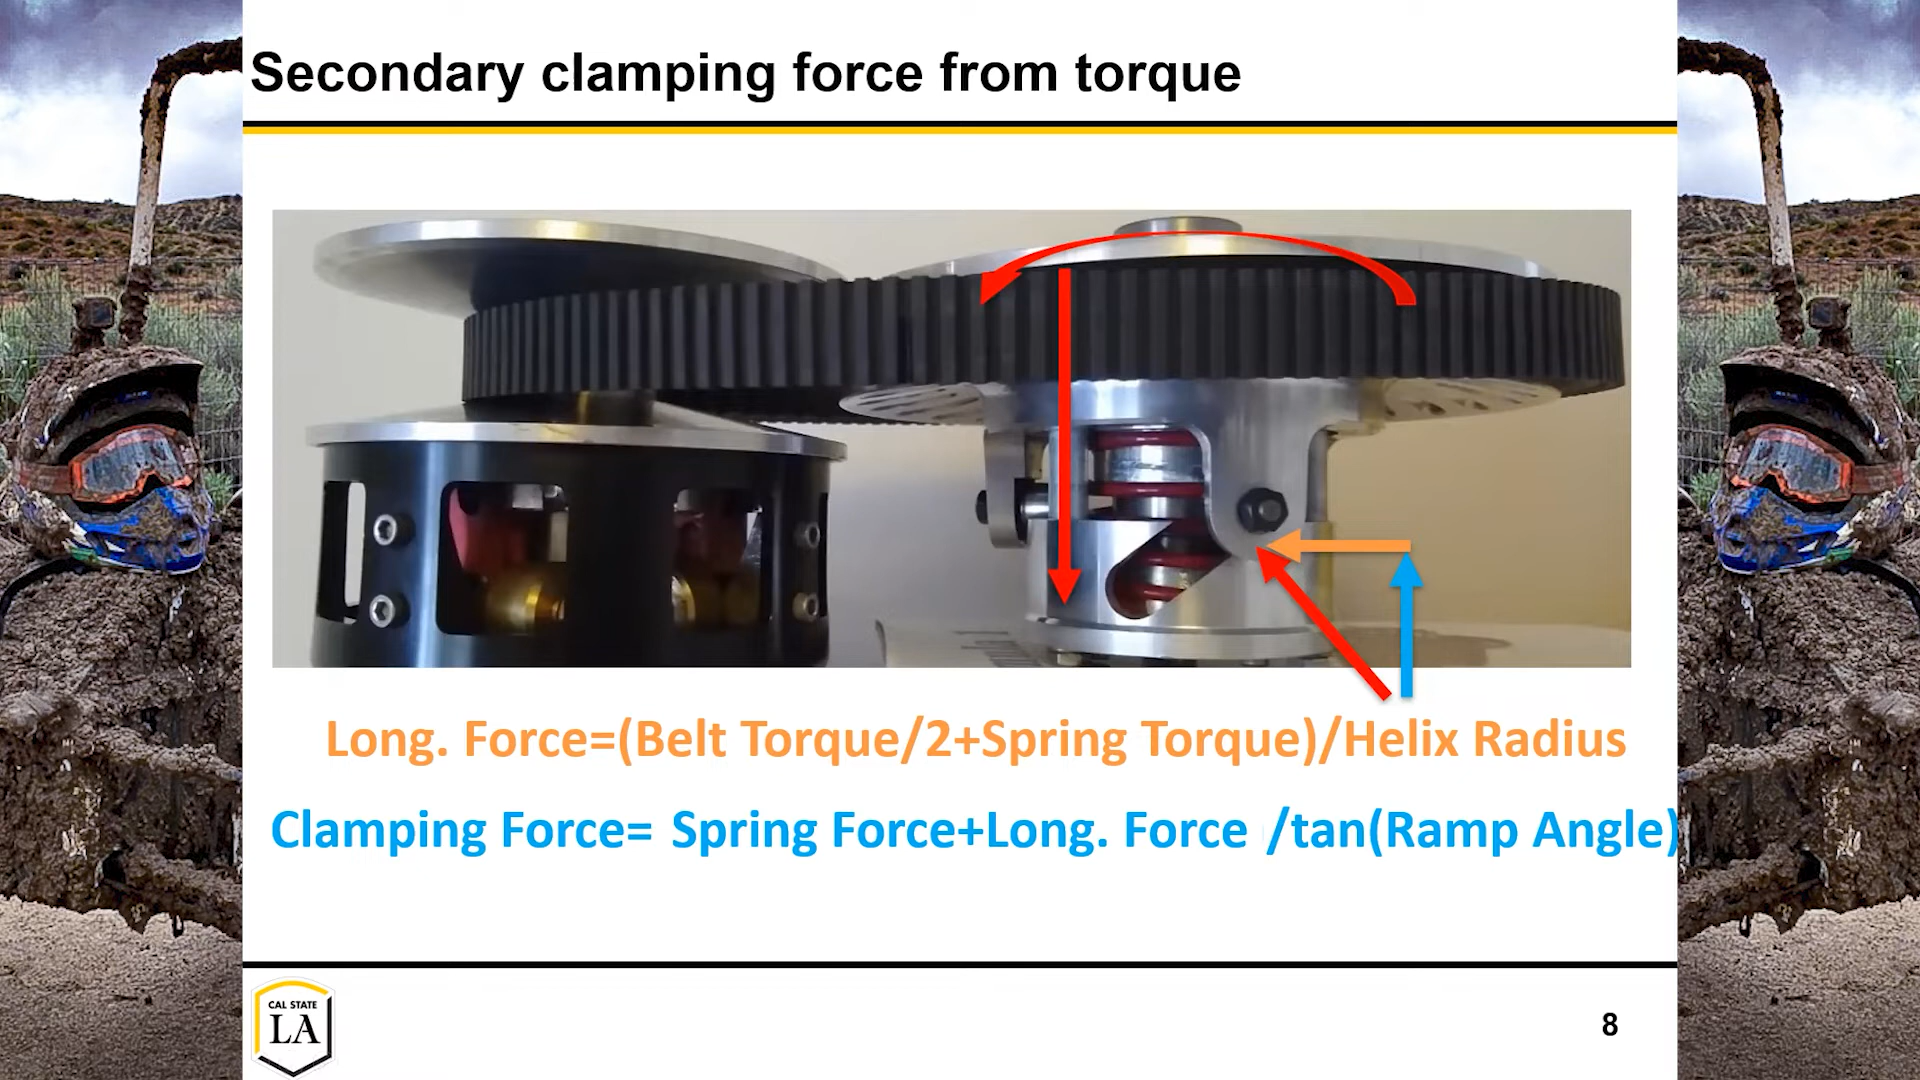 Secondary clamping force from torque
Long. Force=(Belt Torque/2+Spring Torque)/Helix Radius
Clamping Force= Spring Force+Long. Force /tan(Ramp Angle)
CAL STATE
LA
8